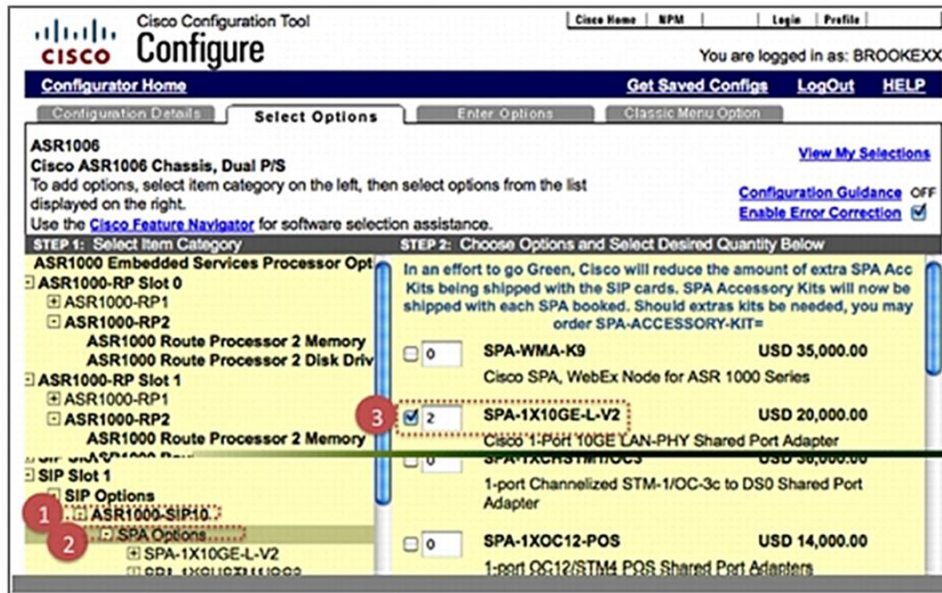 Cisco Configuration Tool
CISCO
Configure
Cisco Home NPM Login Profile
You are logged in as: BROOKEXX
Configurator Home Get Saved Configs LogOut HELP
Configuration Details Select Options Enter Options Classic Menu Option
ASR1006
Cisco ASR1006 Chassis, Dual P/S
To add options, select item category on the left, then select options from the list
displayed on the right.
Use the Cisco Feature Navigator for software selection assistance.
View My Selections
Configuration Guidance OFF
Enable Error Correction
STEP 1: Select Item Category
ASR1000 Embedded Services Processor Opt
ASR1000-RP Slot 0
ASR1000-RP1
ASR1000-RP2
ASR1000 Route Processor 2 Memory
ASR1000 Route Processor 2 Disk Driv
ASR1000-RP Slot 1
ASR1000-RP1
ASR1000-RP2
ASR1000 Route Processor 2 Memory
SIP Slot 1
SIP Options
1 ASR1000-SIP10
2 SPA Options
SPA-1X10GE-L-V2
STEP 2: Choose Options and Select Desired Quantity Below
In an effort to go Green, Cisco will reduce the amount of extra SPA Acc
Kits being shipped with the SIP cards. SPA Accessory Kits will now be
shipped with each SPA booked. Should extras kits be needed, you may
order SPA-ACCESSORY-KIT=
0 SPA-WMA-K9 USD 35,000.00
Cisco SPA, WebEx Node for ASR 1000 Series
3 2 SPA-1X10GE-L-V2 USD 20,000.00
Cisco 1-Port 10GE LAN-PHY Shared Port Adapter
0 SPA-1XCHSTM1/OC3 USD 36,000.00
1-port Channelized STM-1/OC-3c to DS0 Shared Port
Adapter
0 SPA-1XOC12-POS USD 14,000.00
1-port OC12/STM4 POS Shared Port Adapters